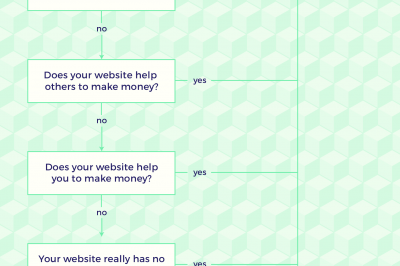 no
Does your website help
others to make money?
yes
no
Does your website help
you to make money?
yes
no
Your website really has no
yes